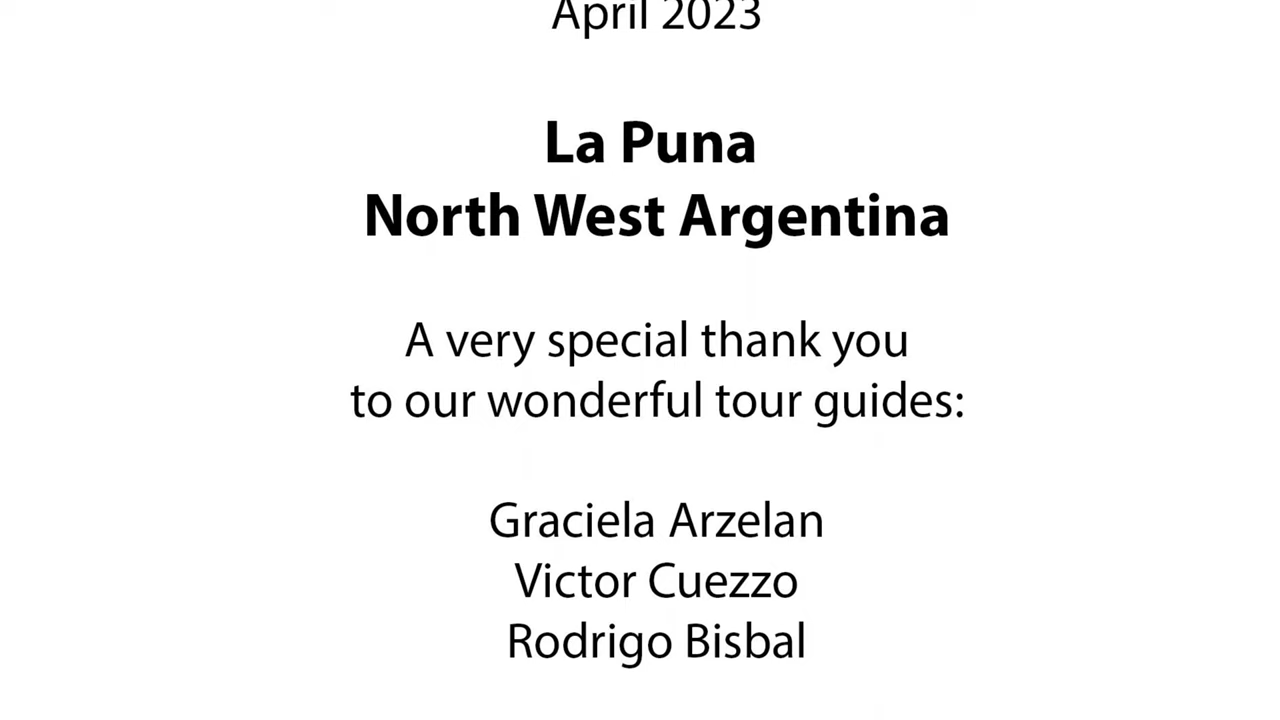 April 2023
La Puna
North West Argentina
A very special thank you
to our wonderful tour guides:
Graciela Arzelan
Victor Cuezzo
Rodrigo Bisbal